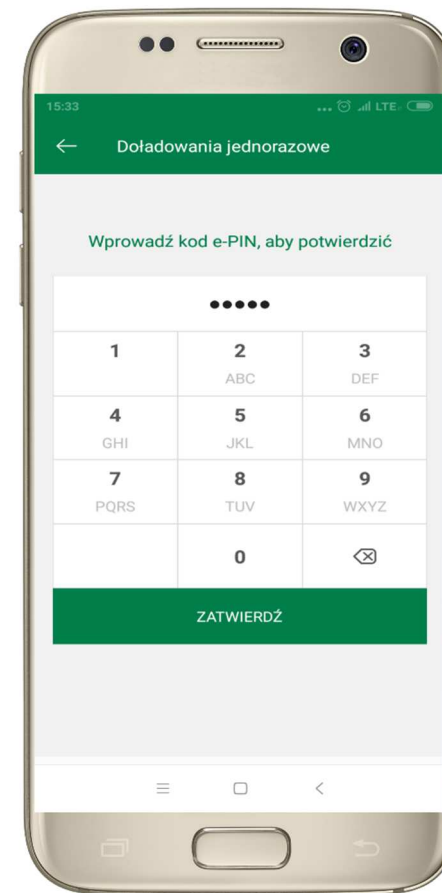 15:33 ... LTE
Doładowania jednorazowe
Wprowadź kod e-PIN, aby potwierdzić
•••••
1 2 3
ABC DEF
4 5 6
GHI JKL MNO
7 8 9
PQRS TUV WXYZ
0
ZATWIERDŹ